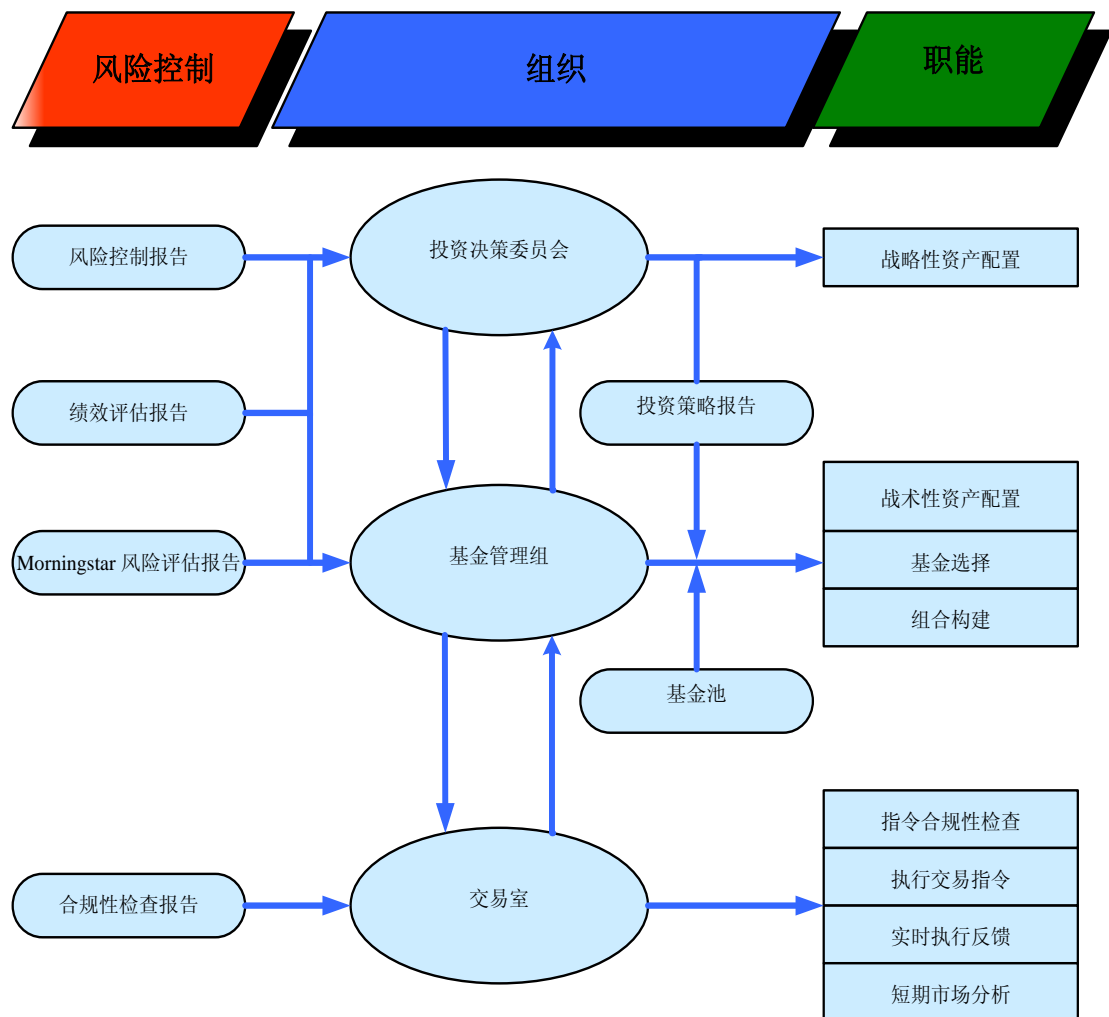 风险控制
组织
职能
风险控制报告
投资决策委员会
战略性资产配置
绩效评估报告
投资策略报告
战术性资产配置
Morningstar 风险评估报告
基金管理组
基金选择
组合构建
基金池
指令合规性检查
执行交易指令
合规性检查报告
交易室
实时执行反馈
短期市场分析